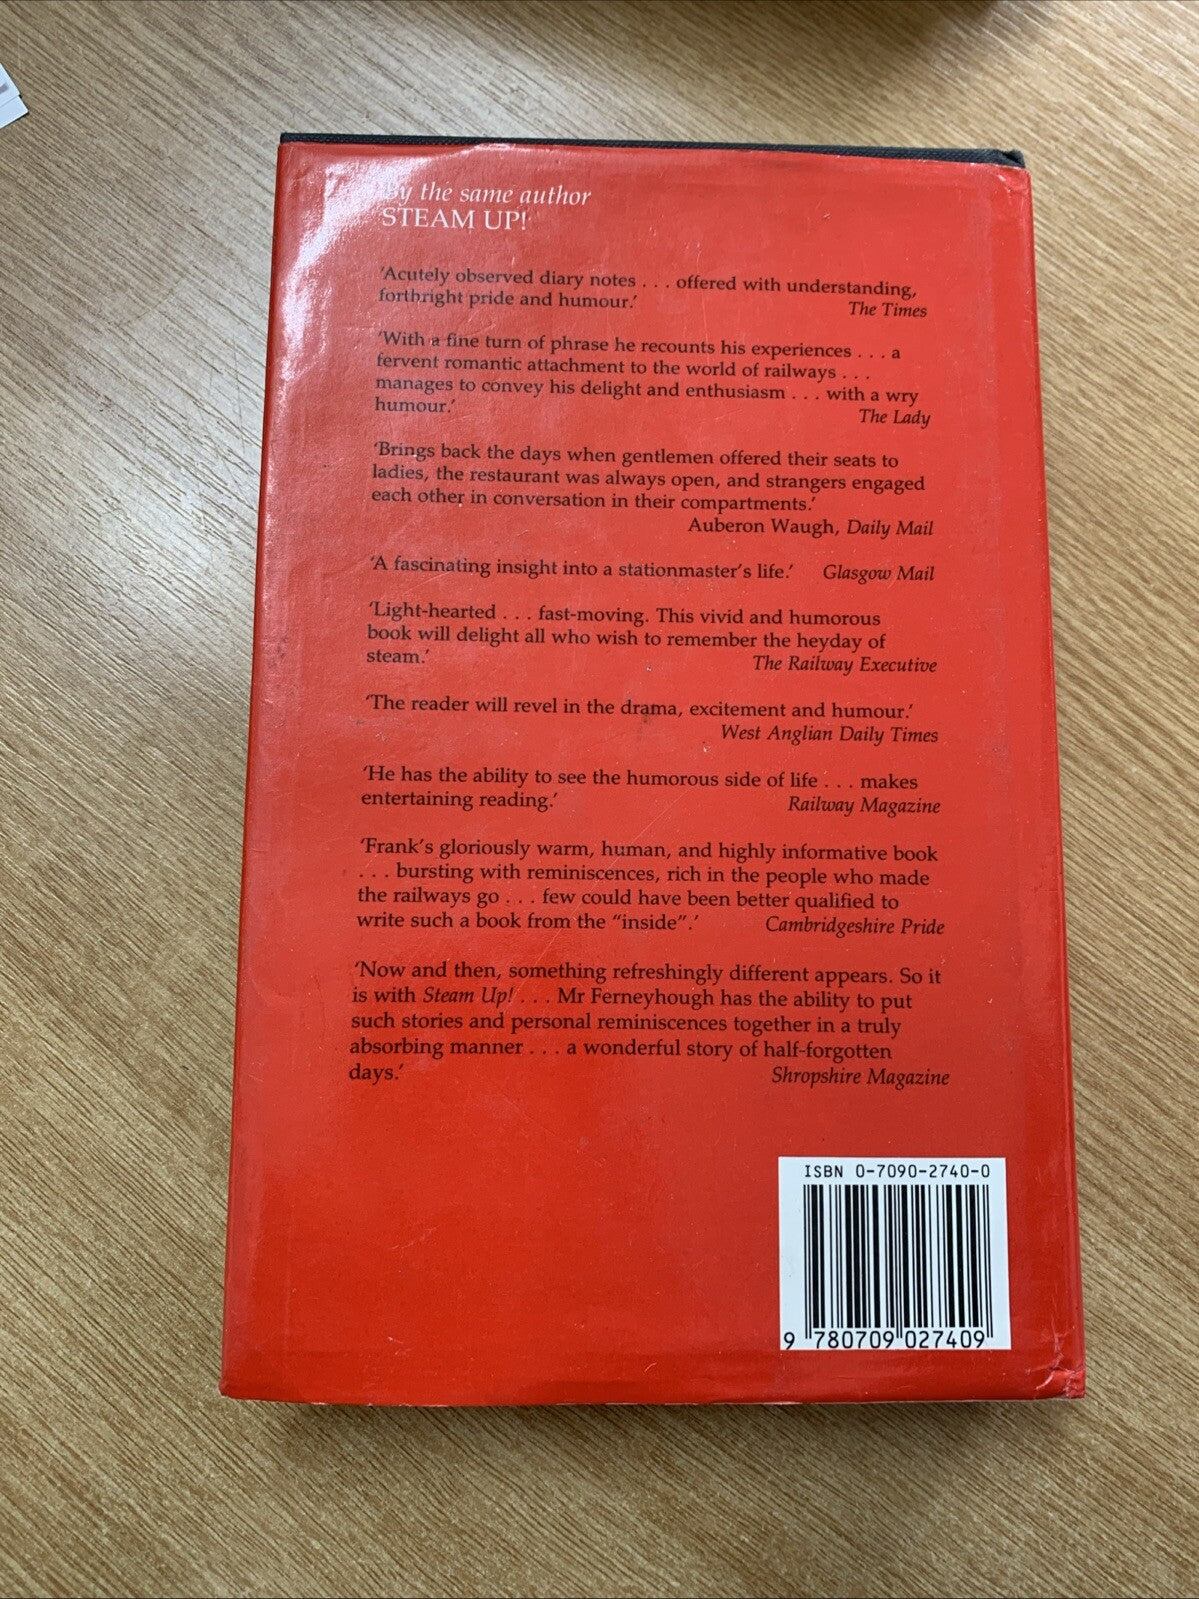 By the same author
STEAM UP!
‘Acutely observed diary notes . . . offered with understanding,
forthright pride and humour.’ The Times
‘With a fine turn of phrase he recounts his experiences . . . a
fervent romantic attachment to the world of railways . . .
manages to convey his delight and enthusiasm . . . with a wry
humour.’ The Lady
‘Brings back the days when gentlemen offered their seats to
ladies, the restaurant was always open, and strangers engaged
each other in conversation in their compartments.’
Auberon Waugh, Daily Mail
‘A fascinating insight into a stationmaster’s life.’ Glasgow Mail
‘Light-hearted . . . fast-moving. This vivid and humorous
book will delight all who wish to remember the heyday of
steam.’ The Railway Executive
‘The reader will revel in the drama, excitement and humour.’
West Anglian Daily Times
‘He has the ability to see the humorous side of life . . . makes
entertaining reading.’ Railway Magazine
‘Frank’s gloriously warm, human, and highly informative book
. . . bursting with reminiscences, rich in the people who made
the railways go . . . few could have been better qualified to
write such a book from the “inside”.’ Cambridgeshire Pride
‘Now and then, something refreshingly different appears. So it
is with Steam Up! . . . Mr Ferneyhough has the ability to put
such stories and personal reminiscences together in a truly
absorbing manner . . . a wonderful story of half-forgotten
days.’ Shropshire Magazine
ISBN 0-7090-2740-0
9 780709 027409